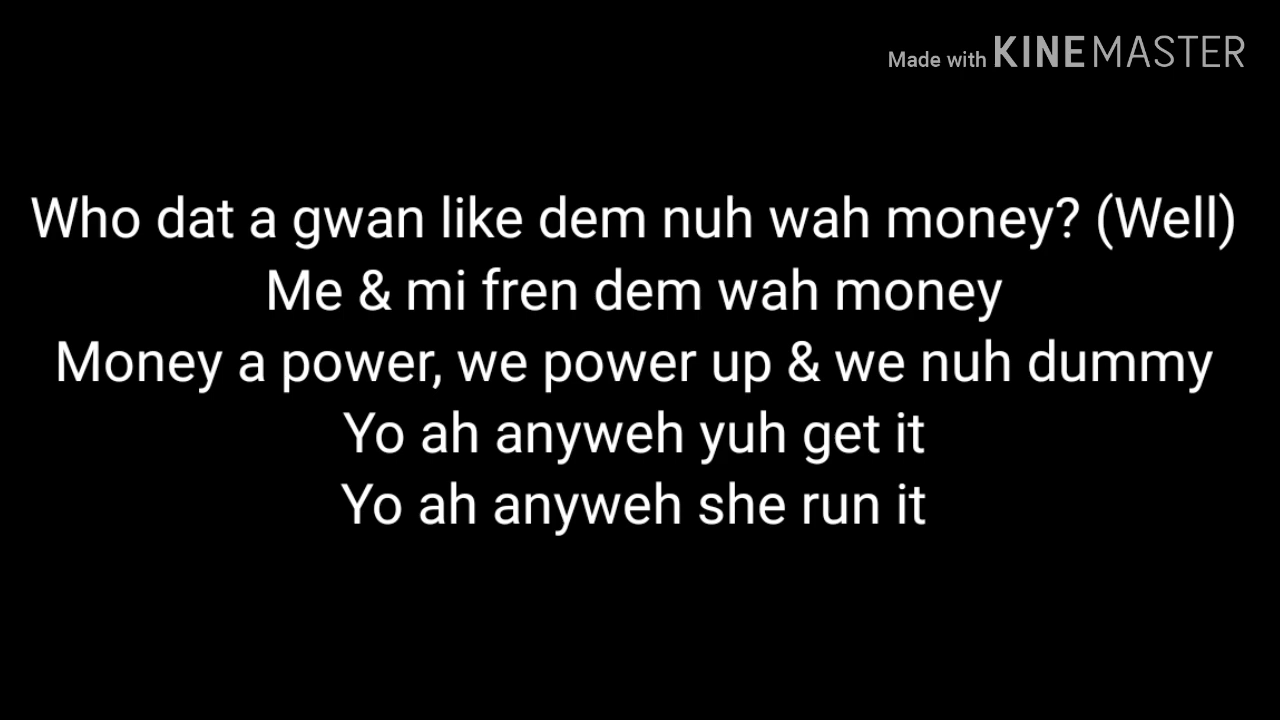 Made with KINEMASTER
Who dat a gwan like dem nuh wah money? (Well)
Me & mi fren dem wah money
Money a power, we power up & we nuh dummy
Yo ah anyweh yuh get it
Yo ah anyweh she run it